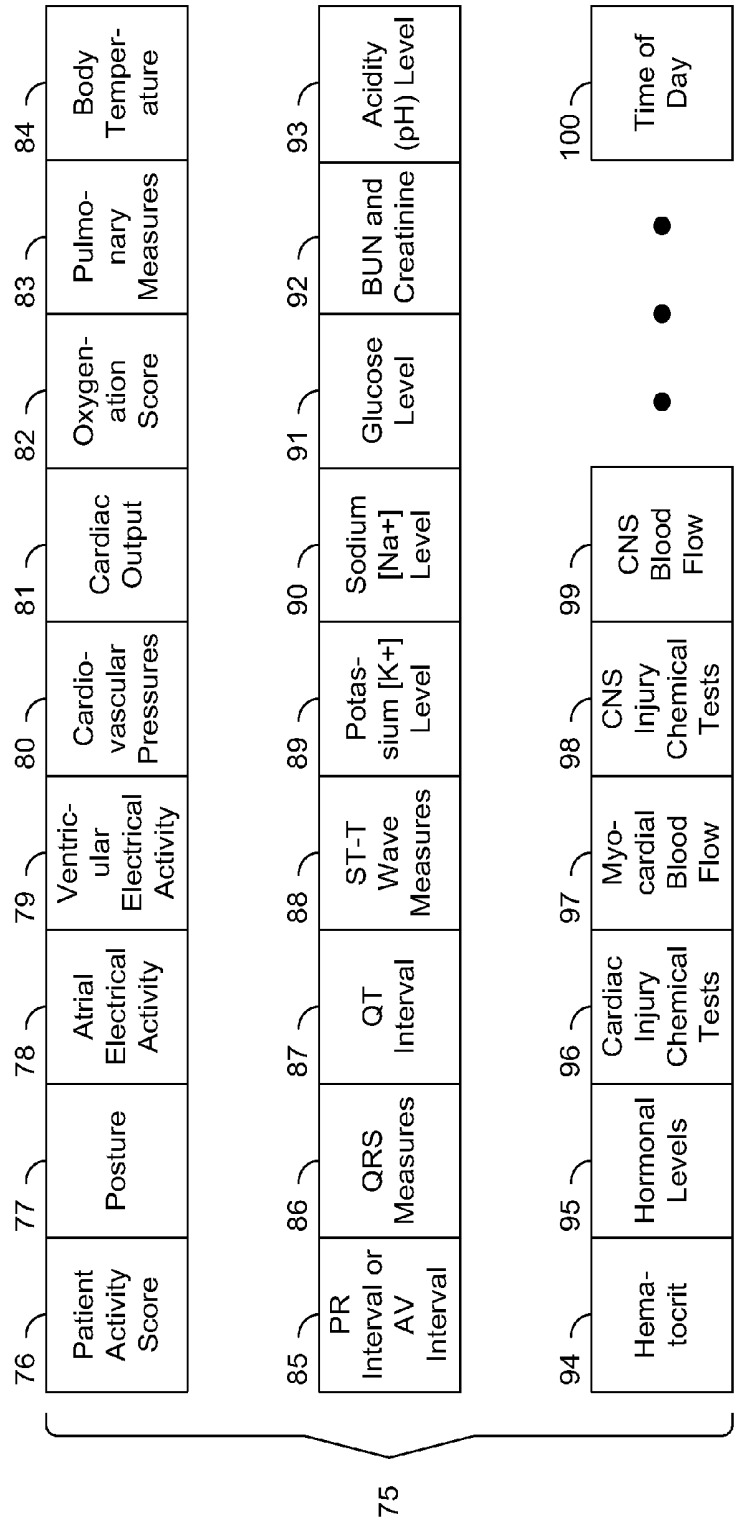 76
77
78
79
80
81
82
83
84
Patient
Activity
Score
Posture
Atrial
Electrical
Activity
Ventric-
ular
Electrical
Activity
Cardio-
vascular
Pressures
Cardiac
Output
Oxygen-
ation
Score
Pulmo-
nary
Measures
Body
Temper-
ature
75
85
86
87
88
89
90
91
92
93
PR
Interval or
AV
Interval
QRS
Measures
QT
Interval
ST-T
Wave
Measures
Potas-
sium [K+]
Level
Sodium
[Na+]
Level
Glucose
Level
BUN and
Creatinine
Acidity
(pH) Level
94
95
96
97
98
99
100
Hema-
tocrit
Hormonal
Levels
Cardiac
Injury
Chemical
Tests
Myo-
cardial
Blood
Flow
CNS
Injury
Chemical
Tests
CNS
Blood
Flow
Time of
Day